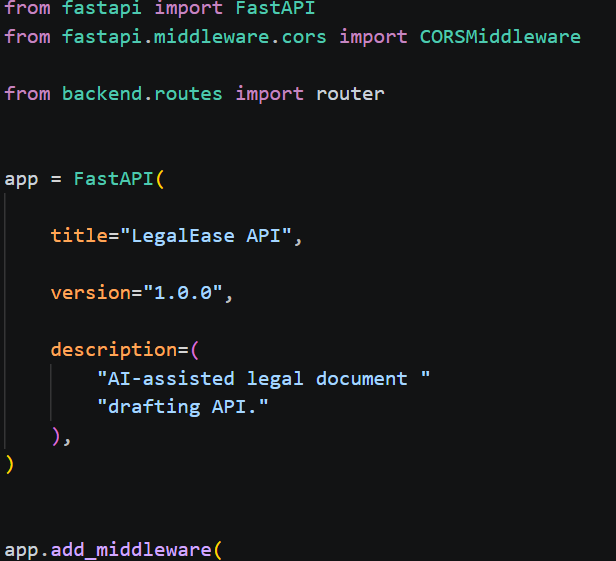 from fastapi import FastAPI
from fastapi.middleware.cors import CORSMiddleware
from backend.routes import router
app = FastAPI(
title="LegalEase API",
version="1.0.0",
description=(
"AI-assisted legal document "
"drafting API."
),
)
app.add_middleware(